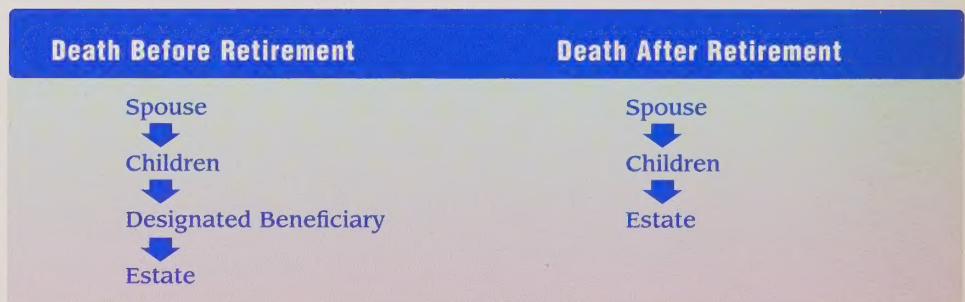 Death Before Retirement
Spouse
Children
Designated Beneficiary
Estate
Death After Retirement
Spouse
Children
Estate